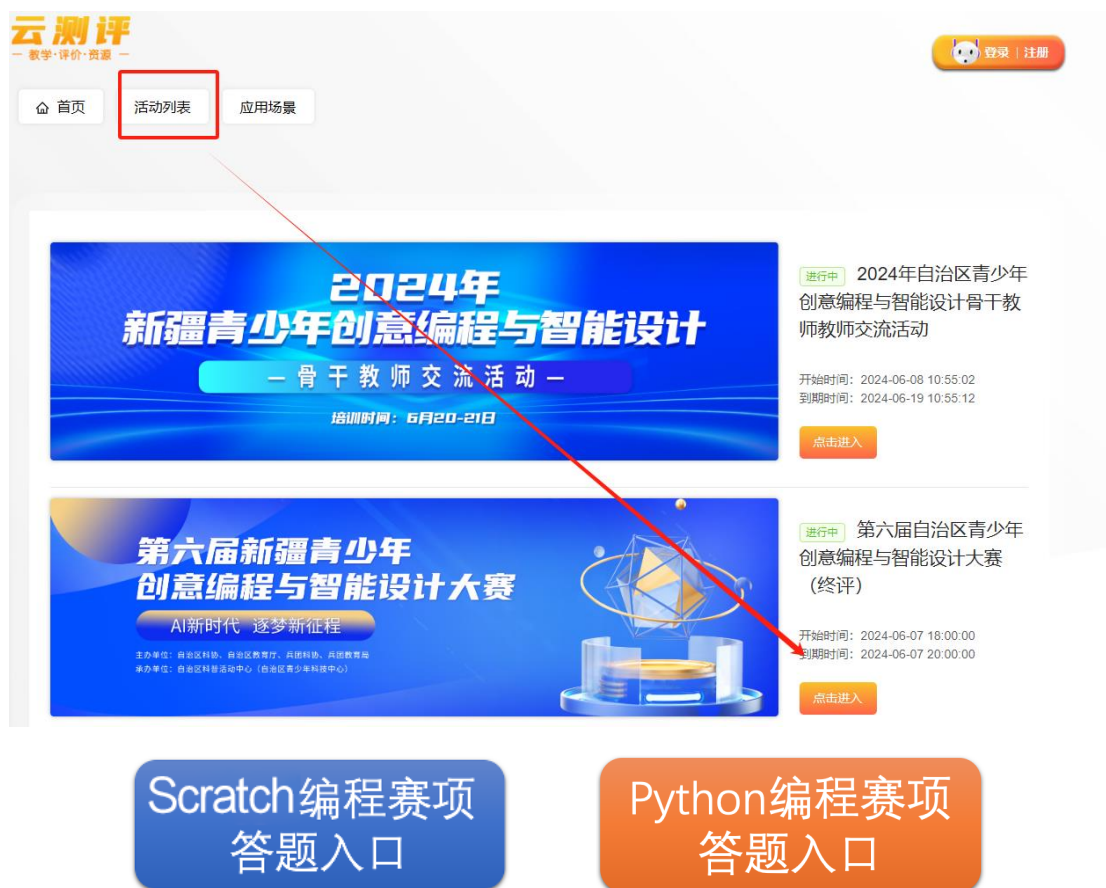 云测评
— 教学·评价·资源 —
登录 | 注册
首页
活动列表
应用场景
2024年
新疆青少年创意编程与智能设计
— 骨干教师交流活动 —
培训时间：6月20-21日
进行中 2024年自治区青少年
创意编程与智能设计骨干教
师教师交流活动
开始时间：2024-06-08 10:55:02
到期时间：2024-06-19 10:55:12
点击进入
第六届新疆青少年
创意编程与智能设计大赛
AI新时代 逐梦新征程
主办单位：自治区科协、自治区教育厅、兵团科协、兵团教育局
承办单位：自治区科普活动中心（自治区青少年科技中心）
进行中 第六届自治区青少年
创意编程与智能设计大赛
（终评）
开始时间：2024-06-07 18:00:00
到期时间：2024-06-07 20:00:00
点击进入
Scratch编程赛项
答题入口
Python编程赛项
答题入口